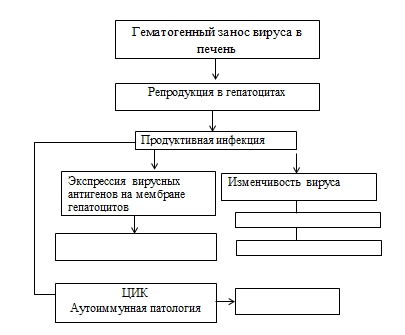 Гематогенный занос вируса в
печень
Репродукция в гепатоцитах
Продуктивная инфекция
Экспрессия вирусных
антигенов на мембране
гепатоцитов
Изменчивость вируса
ЦИК
Аутоиммунная патология